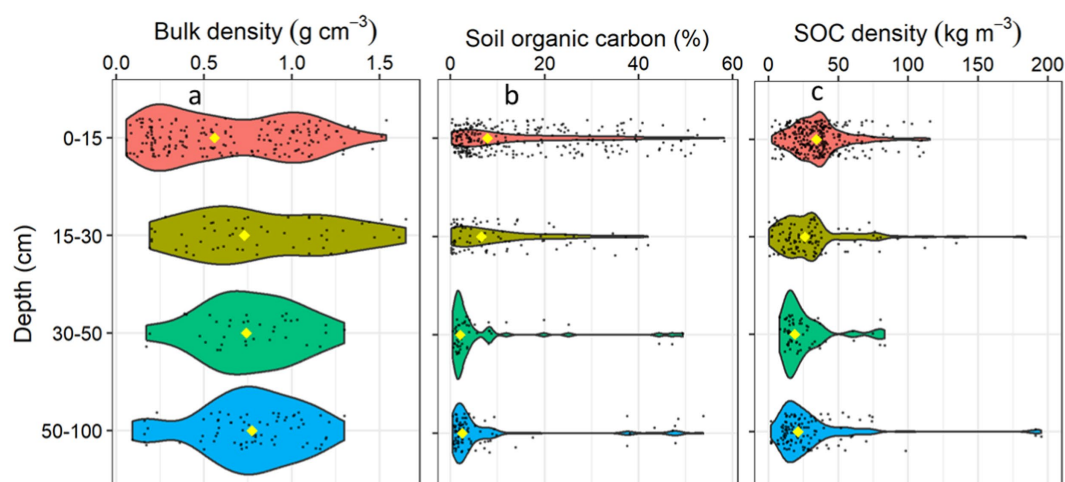 Bulk density (g cm⁻³)
Soil organic carbon (%)
SOC density (kg m⁻³)
0.0 0.5 1.0 1.5
0 20 40 60
0 50 100 150 200
a
b
c
Depth (cm)
0-15
15-30
30-50
50-100